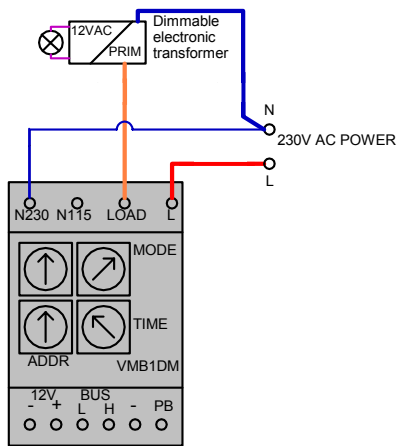 Dimmable
12VAC
electronic
PRIM
transformer
N
230V AC POWER
L
N230 N115 LOAD L
MODE
TIME
ADDR
VMB1DM
12V BUS
- + L H - PB